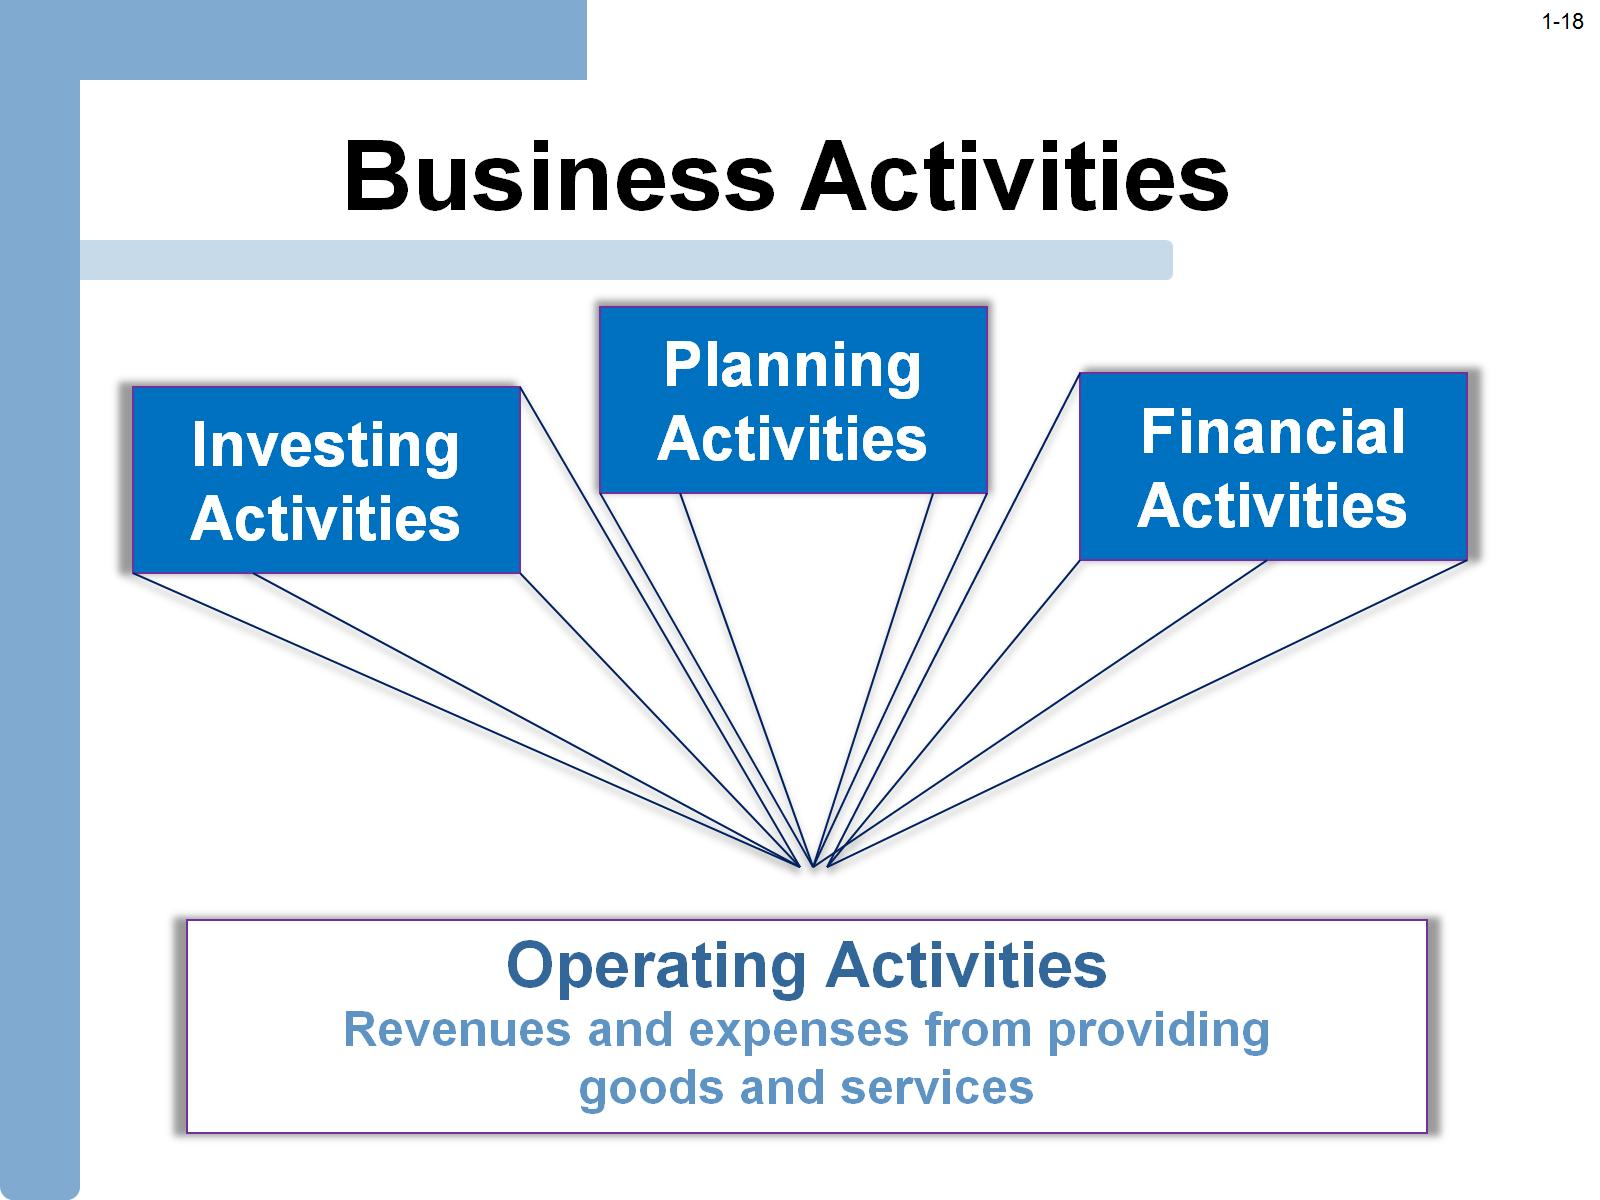 1-18
Business Activities
Planning
Activities
Investing
Activities
Financial
Activities
Operating Activities
Revenues and expenses from providing
goods and services